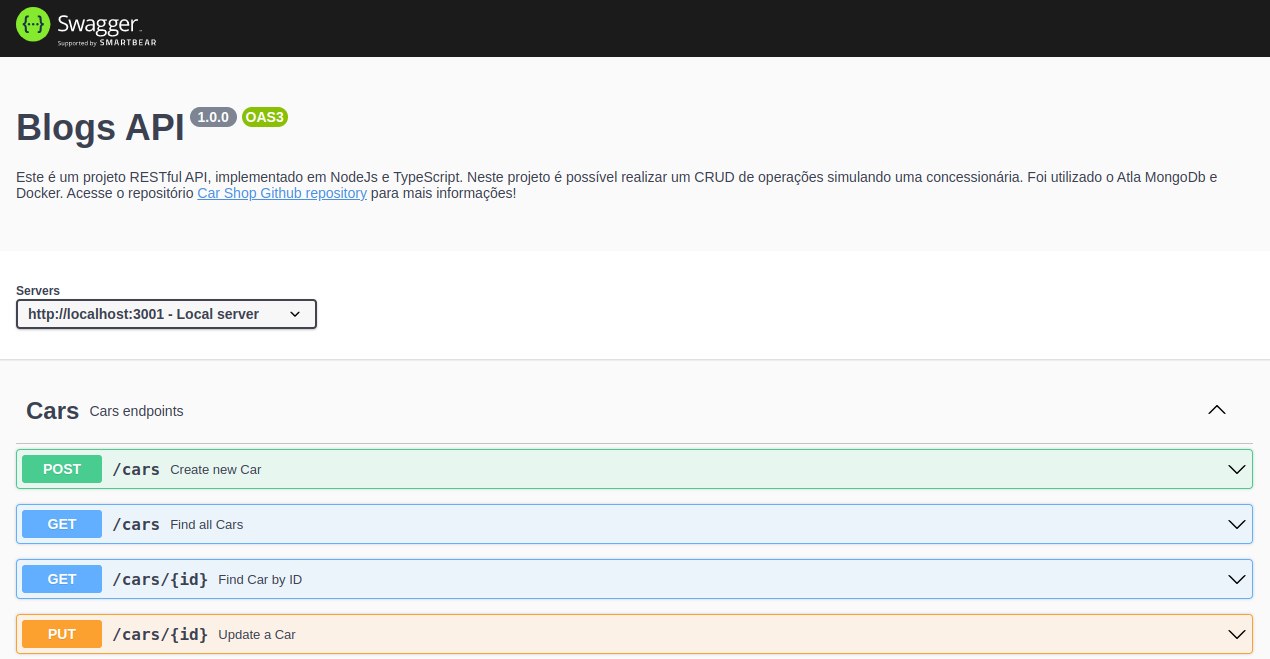 {···} Swagger
Supported by SMARTBEAR
Blogs API 1.0.0 OAS3
Este é um projeto RESTful API, implementado em NodeJs e TypeScript. Neste projeto é possível realizar um CRUD de operações simulando uma concessionária. Foi utilizado o Atla MongoDb e
Docker. Acesse o repositório Car Shop Github repository para mais informações!
Servers
http://localhost:3001 - Local server
Cars Cars endpoints
POST /cars Create new Car
GET /cars Find all Cars
GET /cars/{id} Find Car by ID
PUT /cars/{id} Update a Car